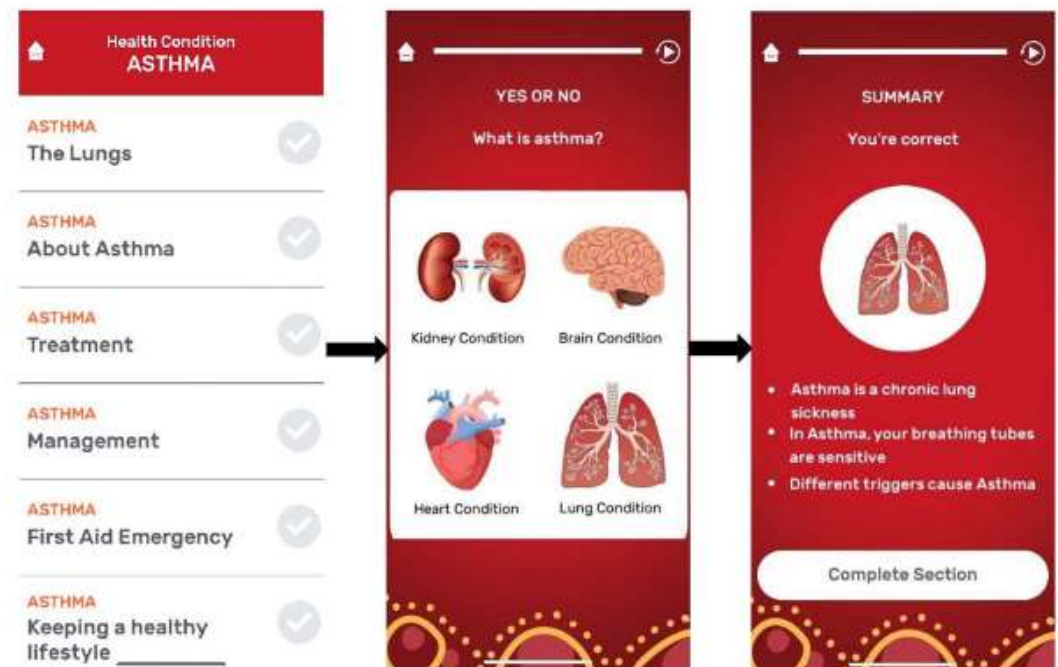 Health Condition
ASTHMA
ASTHMA
The Lungs
ASTHMA
About Asthma
ASTHMA
Treatment
ASTHMA
Management
ASTHMA
First Aid Emergency
ASTHMA
Keeping a healthy
lifestyle
YES OR NO
What is asthma?
Kidney Condition
Brain Condition
Heart Condition
Lung Condition
SUMMARY
You're correct
• Asthma is a chronic lung
sickness
• In Asthma, your breathing tubes
are sensitive
• Different triggers cause Asthma
Complete Section